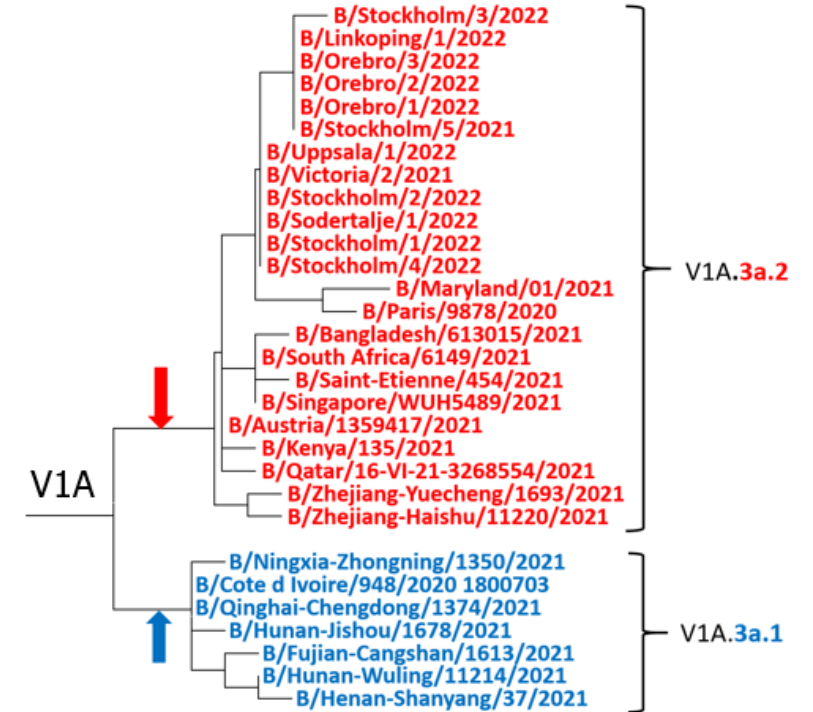 B/Stockholm/3/2022
B/Linkoping/1/2022
B/Orebro/3/2022
B/Orebro/2/2022
B/Orebro/1/2022
B/Stockholm/5/2021
B/Uppsala/1/2022
B/Victoria/2/2021
B/Stockholm/2/2022
B/Sodertalje/1/2022
B/Stockholm/1/2022
B/Stockholm/4/2022
V1A.3a.2
B/Maryland/01/2021
B/Paris/9878/2020
B/Bangladesh/613015/2021
B/South Africa/6149/2021
B/Saint-Etienne/454/2021
B/Singapore/WUH5489/2021
B/Austria/1359417/2021
B/Kenya/135/2021
B/Qatar/16-VI-21-3268554/2021
V1A
B/Zhejiang-Yuecheng/1693/2021
B/Zhejiang-Haishu/11220/2021
B/Ningxia-Zhongning/1350/2021
B/Cote d Ivoire/948/2020 1800703
B/Qinghai-Chengdong/1374/2021
B/Hunan-Jishou/1678/2021
V1A.3a.1
B/Fujian-Cangshan/1613/2021
B/Hunan-Wuling/11214/2021
B/Henan-Shanyang/37/2021